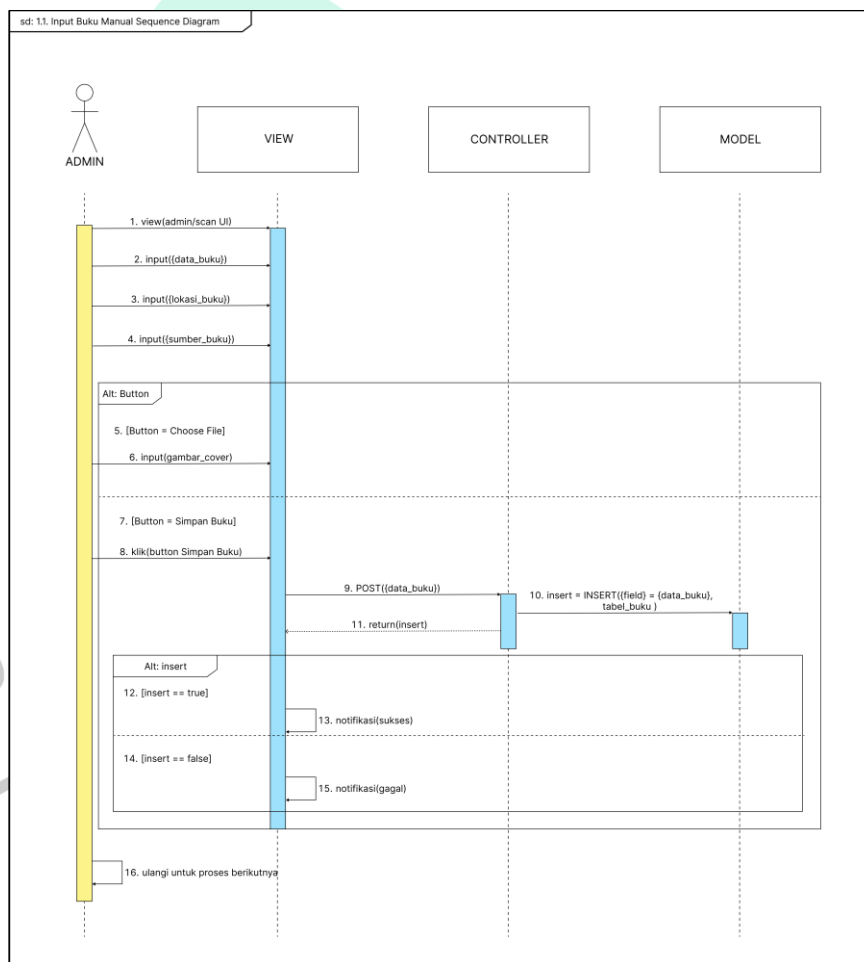 sd: 1.1. Input Buku Manual Sequence Diagram
ADMIN
VIEW
CONTROLLER
MODEL
1. view(admin/scan UI)
2. input({data_buku})
3. input({lokasi_buku})
4. input({sumber_buku})
Alt: Button
5. [Button = Choose File]
6. input(gambar_cover)
7. [Button = Simpan Buku]
8. klik(button Simpan Buku)
9. POST({data_buku})
10. insert = INSERT({field} = {data_buku},
tabel_buku )
11. return(insert)
Alt: insert
12. [insert == true]
13. notifikasi(sukses)
14. [insert == false]
15. notifikasi(gagal)
16. ulangi untuk proses berikutnya